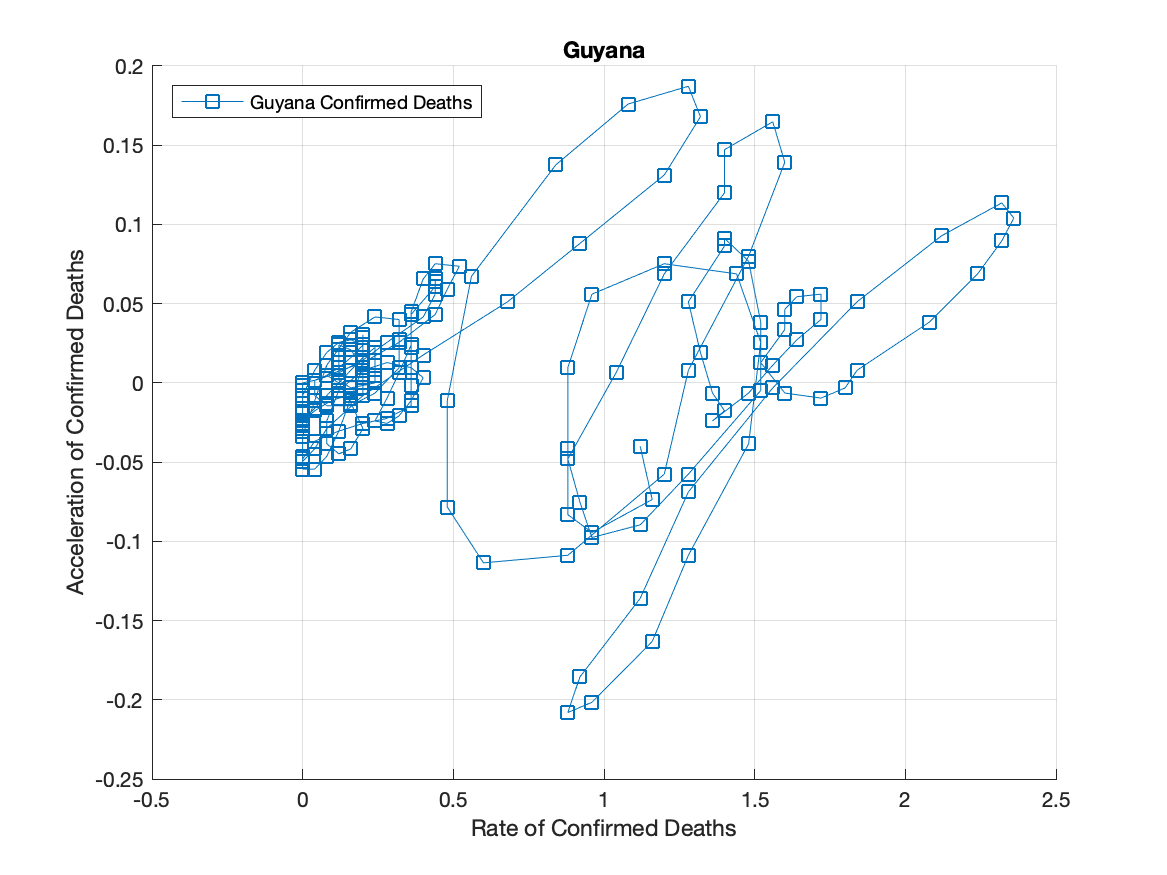 Guyana
Guyana Confirmed Deaths
0.2
0.15
0.1
0.05
0
-0.05
-0.1
-0.15
-0.2
-0.25
Acceleration of Confirmed Deaths
-0.5 0 0.5 1 1.5 2 2.5
Rate of Confirmed Deaths